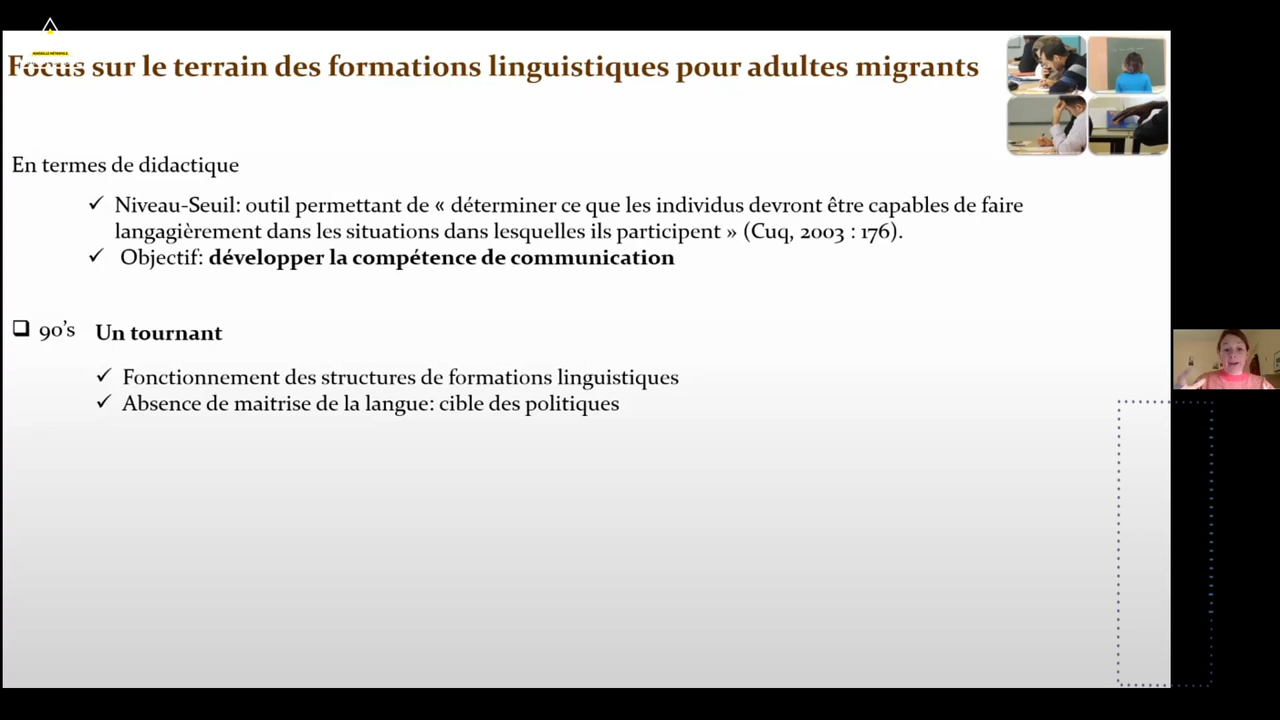 MARSEILLE MÉTROPOLE
Focus sur le terrain des formations linguistiques pour adultes migrants
En termes de didactique
Niveau-Seuil: outil permettant de « déterminer ce que les individus devront être capables de faire
langagièrement dans les situations dans lesquelles ils participent » (Cuq, 2003 : 176).
Objectif: développer la compétence de communication
90’s Un tournant
Fonctionnement des structures de formations linguistiques
Absence de maitrise de la langue: cible des politiques